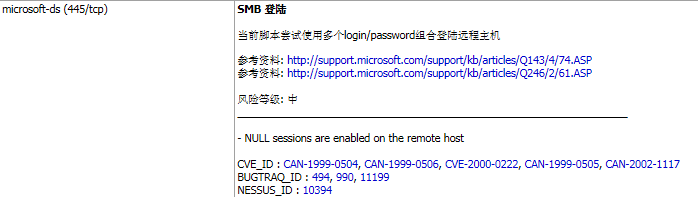 microsoft-ds (445/tcp)
SMB 登陆
当前脚本尝试使用多个login/password组合登陆远程主机
参考资料: http://support.microsoft.com/kb/articles/Q143/4/74.ASP
参考资料: http://support.microsoft.com/kb/articles/Q246/2/61.ASP
风险等级: 中
- NULL sessions are enabled on the remote host
CVE_ID : CAN-1999-0504, CAN-1999-0506, CVE-2000-0222, CAN-1999-0505, CAN-2002-1117
BUGTRAQ_ID : 494, 990, 11199
NESSUS_ID : 10394